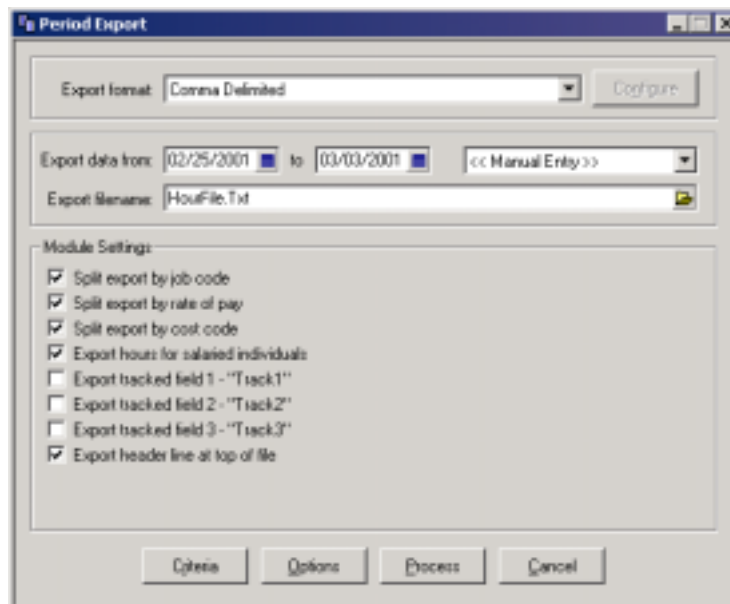 Period Export
Export format: Comma Delimited Configure
Export data from: 02/25/2001 to 03/03/2001 << Manual Entry >>
Export filename: HourFile.Txt
Module Settings
Split export by job code
Split export by rate of pay
Split export by cost code
Export hours for salaried individuals
Export tracked field 1 - "Track1"
Export tracked field 2 - "Track2"
Export tracked field 3 - "Track3"
Export header line at top of file
Criteria Options Process Cancel